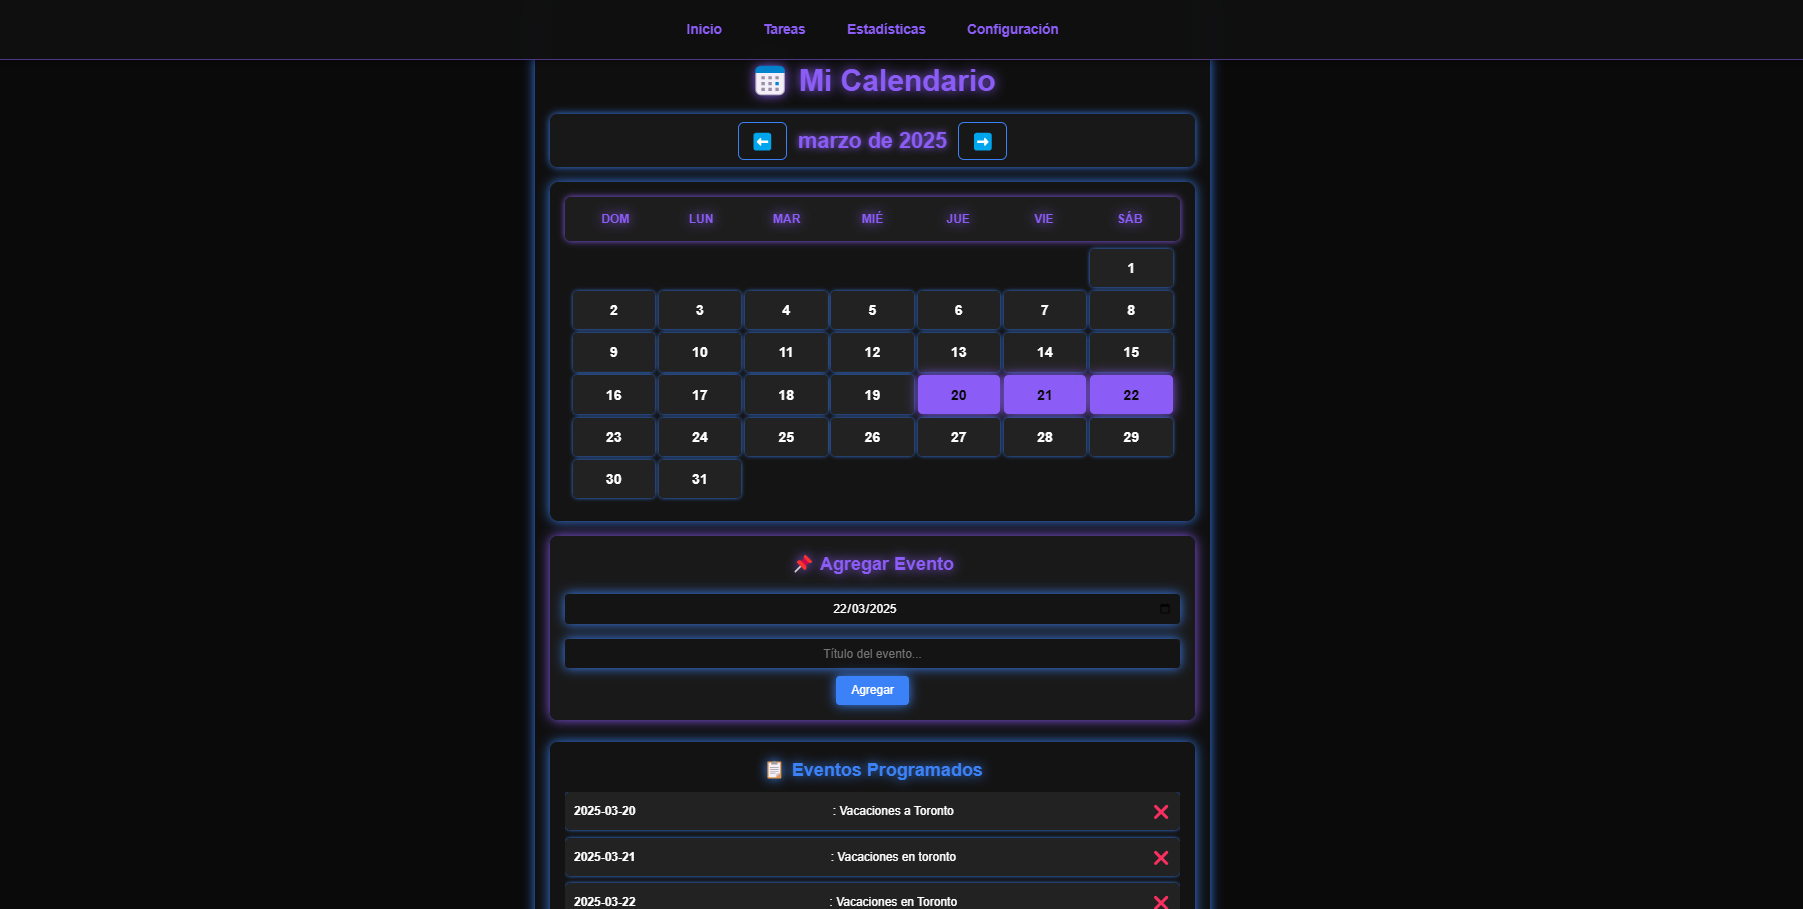 Inicio Tareas Estadísticas Configuración
Mi Calendario
marzo de 2025
DOM LUN MAR MIÉ JUE VIE SÁB
1
2 3 4 5 6 7 8
9 10 11 12 13 14 15
16 17 18 19 20 21 22
23 24 25 26 27 28 29
30 31
Agregar Evento
22/03/2025
Título del evento...
Agregar
Eventos Programados
2025-03-20 : Vacaciones a Toronto
2025-03-21 : Vacaciones en toronto
2025-03-22 : Vacaciones en Toronto